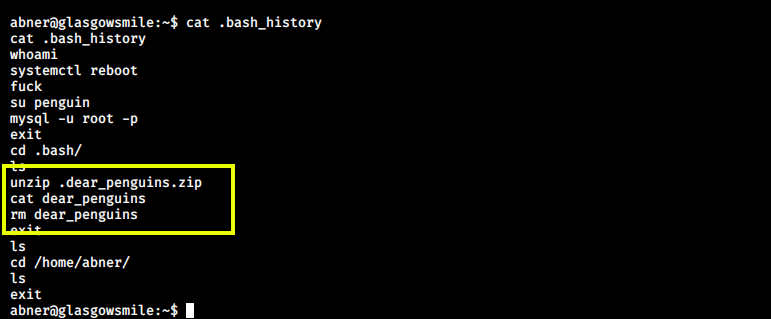 abner@glasgowsmile:~$ cat .bash_history
cat .bash_history
whoami
systemctl reboot
fuck
su penguin
mysql -u root -p
exit
cd .bash/
ls
unzip .dear_penguins.zip
cat dear_penguins
rm dear_penguins
exit
ls
cd /home/abner/
ls
exit
abner@glasgowsmile:~$